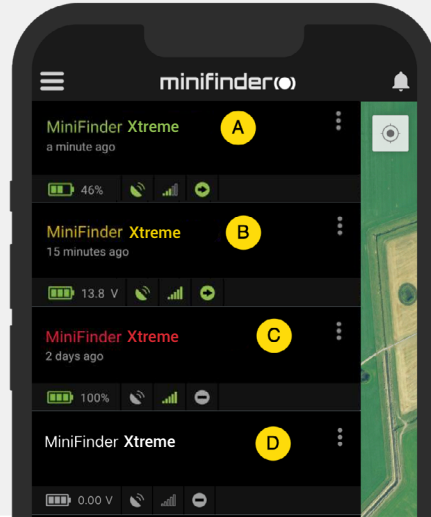 minifinder
MiniFinder Xtreme
A
a minute ago
46%
MiniFinder Xtreme
B
15 minutes ago
13.8 V
MiniFinder Xtreme
C
2 days ago
100%
MiniFinder Xtreme
D
0.00 V